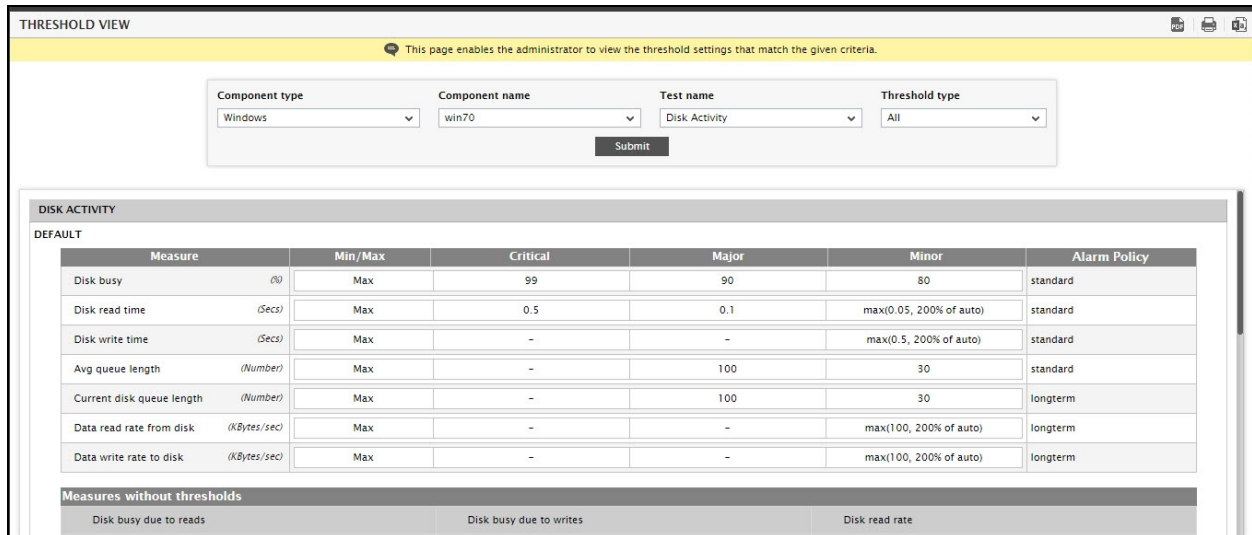 THRESHOLD VIEW
This page enables the administrator to view the threshold settings that match the given criteria.
Component type Component name Test name Threshold type
Windows win70 Disk Activity All
Submit
DISK ACTIVITY
DEFAULT
Measure Min/Max Critical Major Minor Alarm Policy
Disk busy (%) Max 99 90 80 standard
Disk read time (Secs) Max 0.5 0.1 max(0.05, 200% of auto) standard
Disk write time (Secs) Max - - max(0.5, 200% of auto) standard
Avg queue length (Number) Max - 100 30 standard
Current disk queue length (Number) Max - 100 30 longterm
Data read rate from disk (KBytes/sec) Max - - max(100, 200% of auto) longterm
Data write rate to disk (KBytes/sec) Max - - max(100, 200% of auto) longterm
Measures without thresholds
Disk busy due to reads Disk busy due to writes Disk read rate